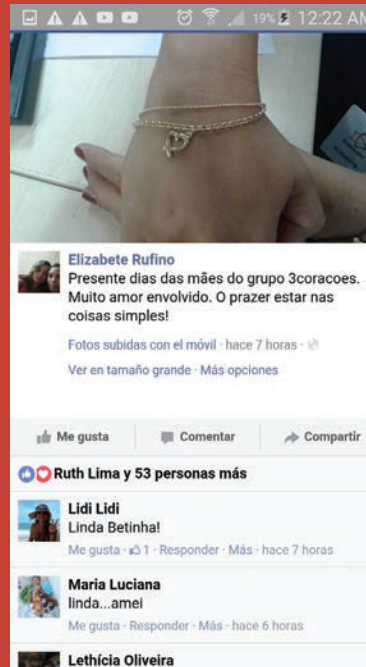 19% 12:22 AM
Elizabete Rufino
Presente dias das mães do grupo 3coracoes.
Muito amor envolvido. O prazer estar nas
coisas simples!
Fotos subidas con el móvil · hace 7 horas ·
Ver en tamaño grande · Más opciones
Me gusta Comentar Compartir
Ruth Lima y 53 personas más
Lidi Lidi
Linda Betinha!
Me gusta · 1 · Responder · Más · hace 7 horas
Maria Luciana
linda...amei
Me gusta · Responder · Más · hace 6 horas
Lethícia Oliveira